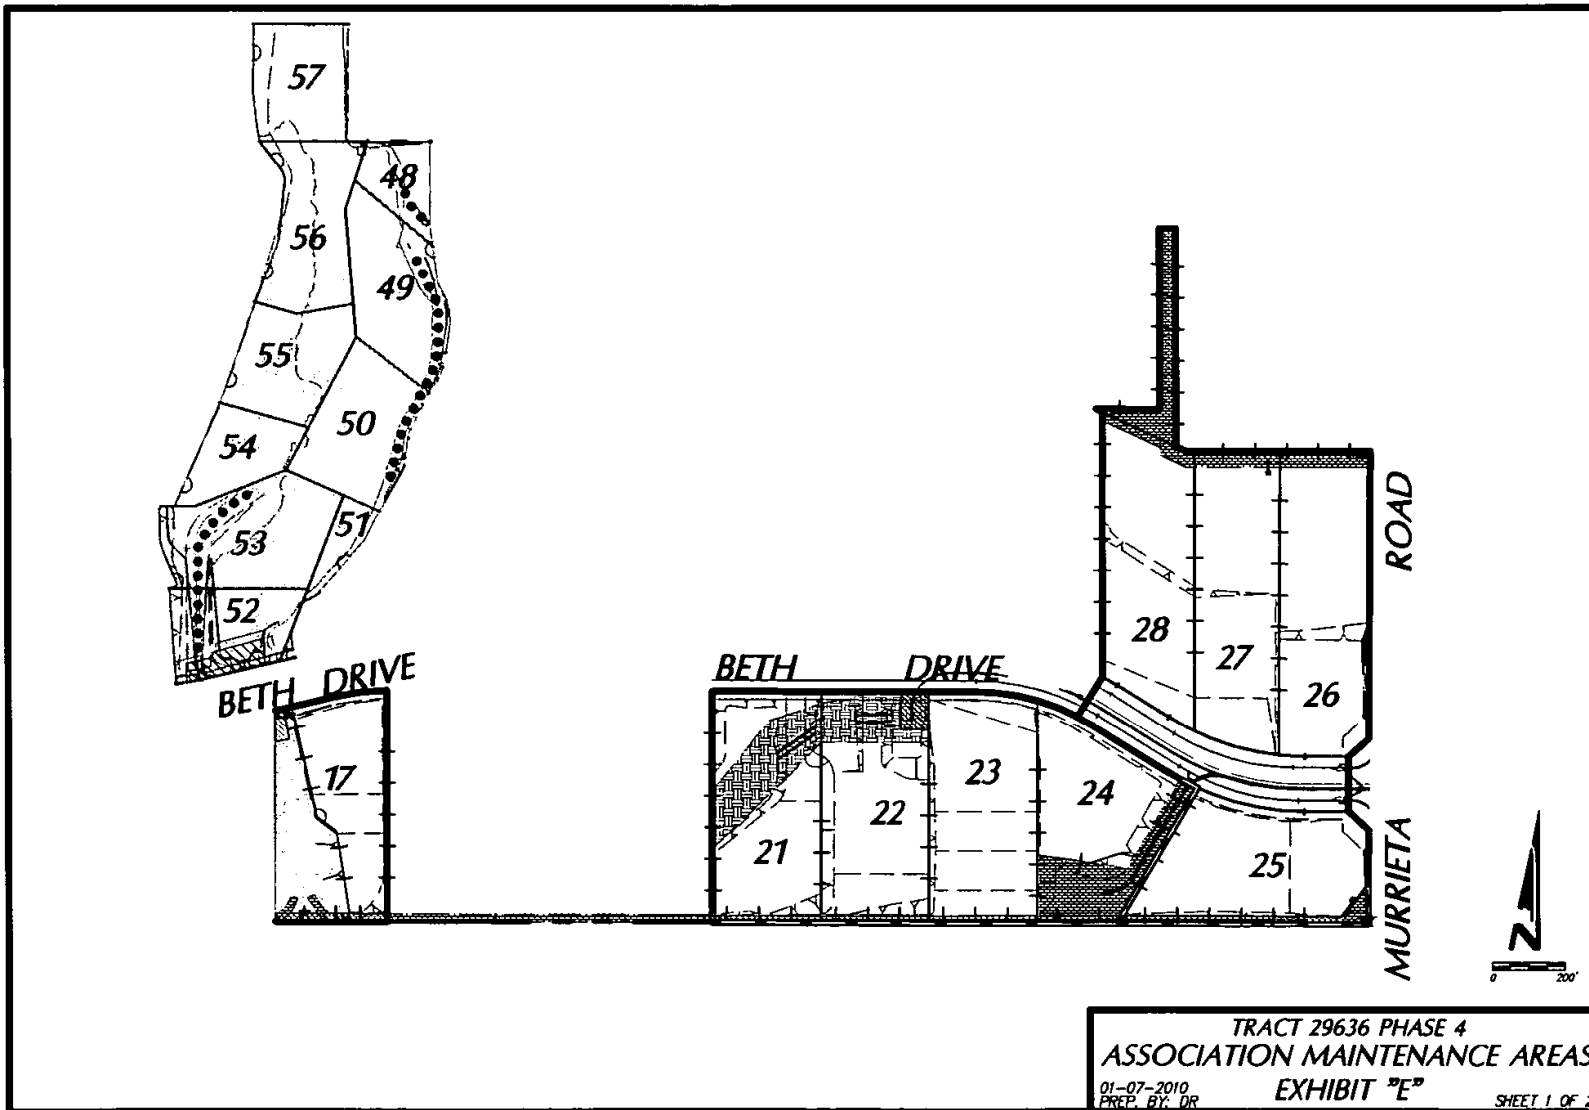 57
48
56
49
55
50
54
51
53
52
BETH DRIVE
17
BETH DRIVE
21
22
23
24
25
26
27
28
MURRIETA ROAD
N
0 200'
TRACT 29636 PHASE 4
ASSOCIATION MAINTENANCE AREAS
01-07-2010
PREP. BY: DR
EXHIBIT "E"
SHEET 1 OF 2